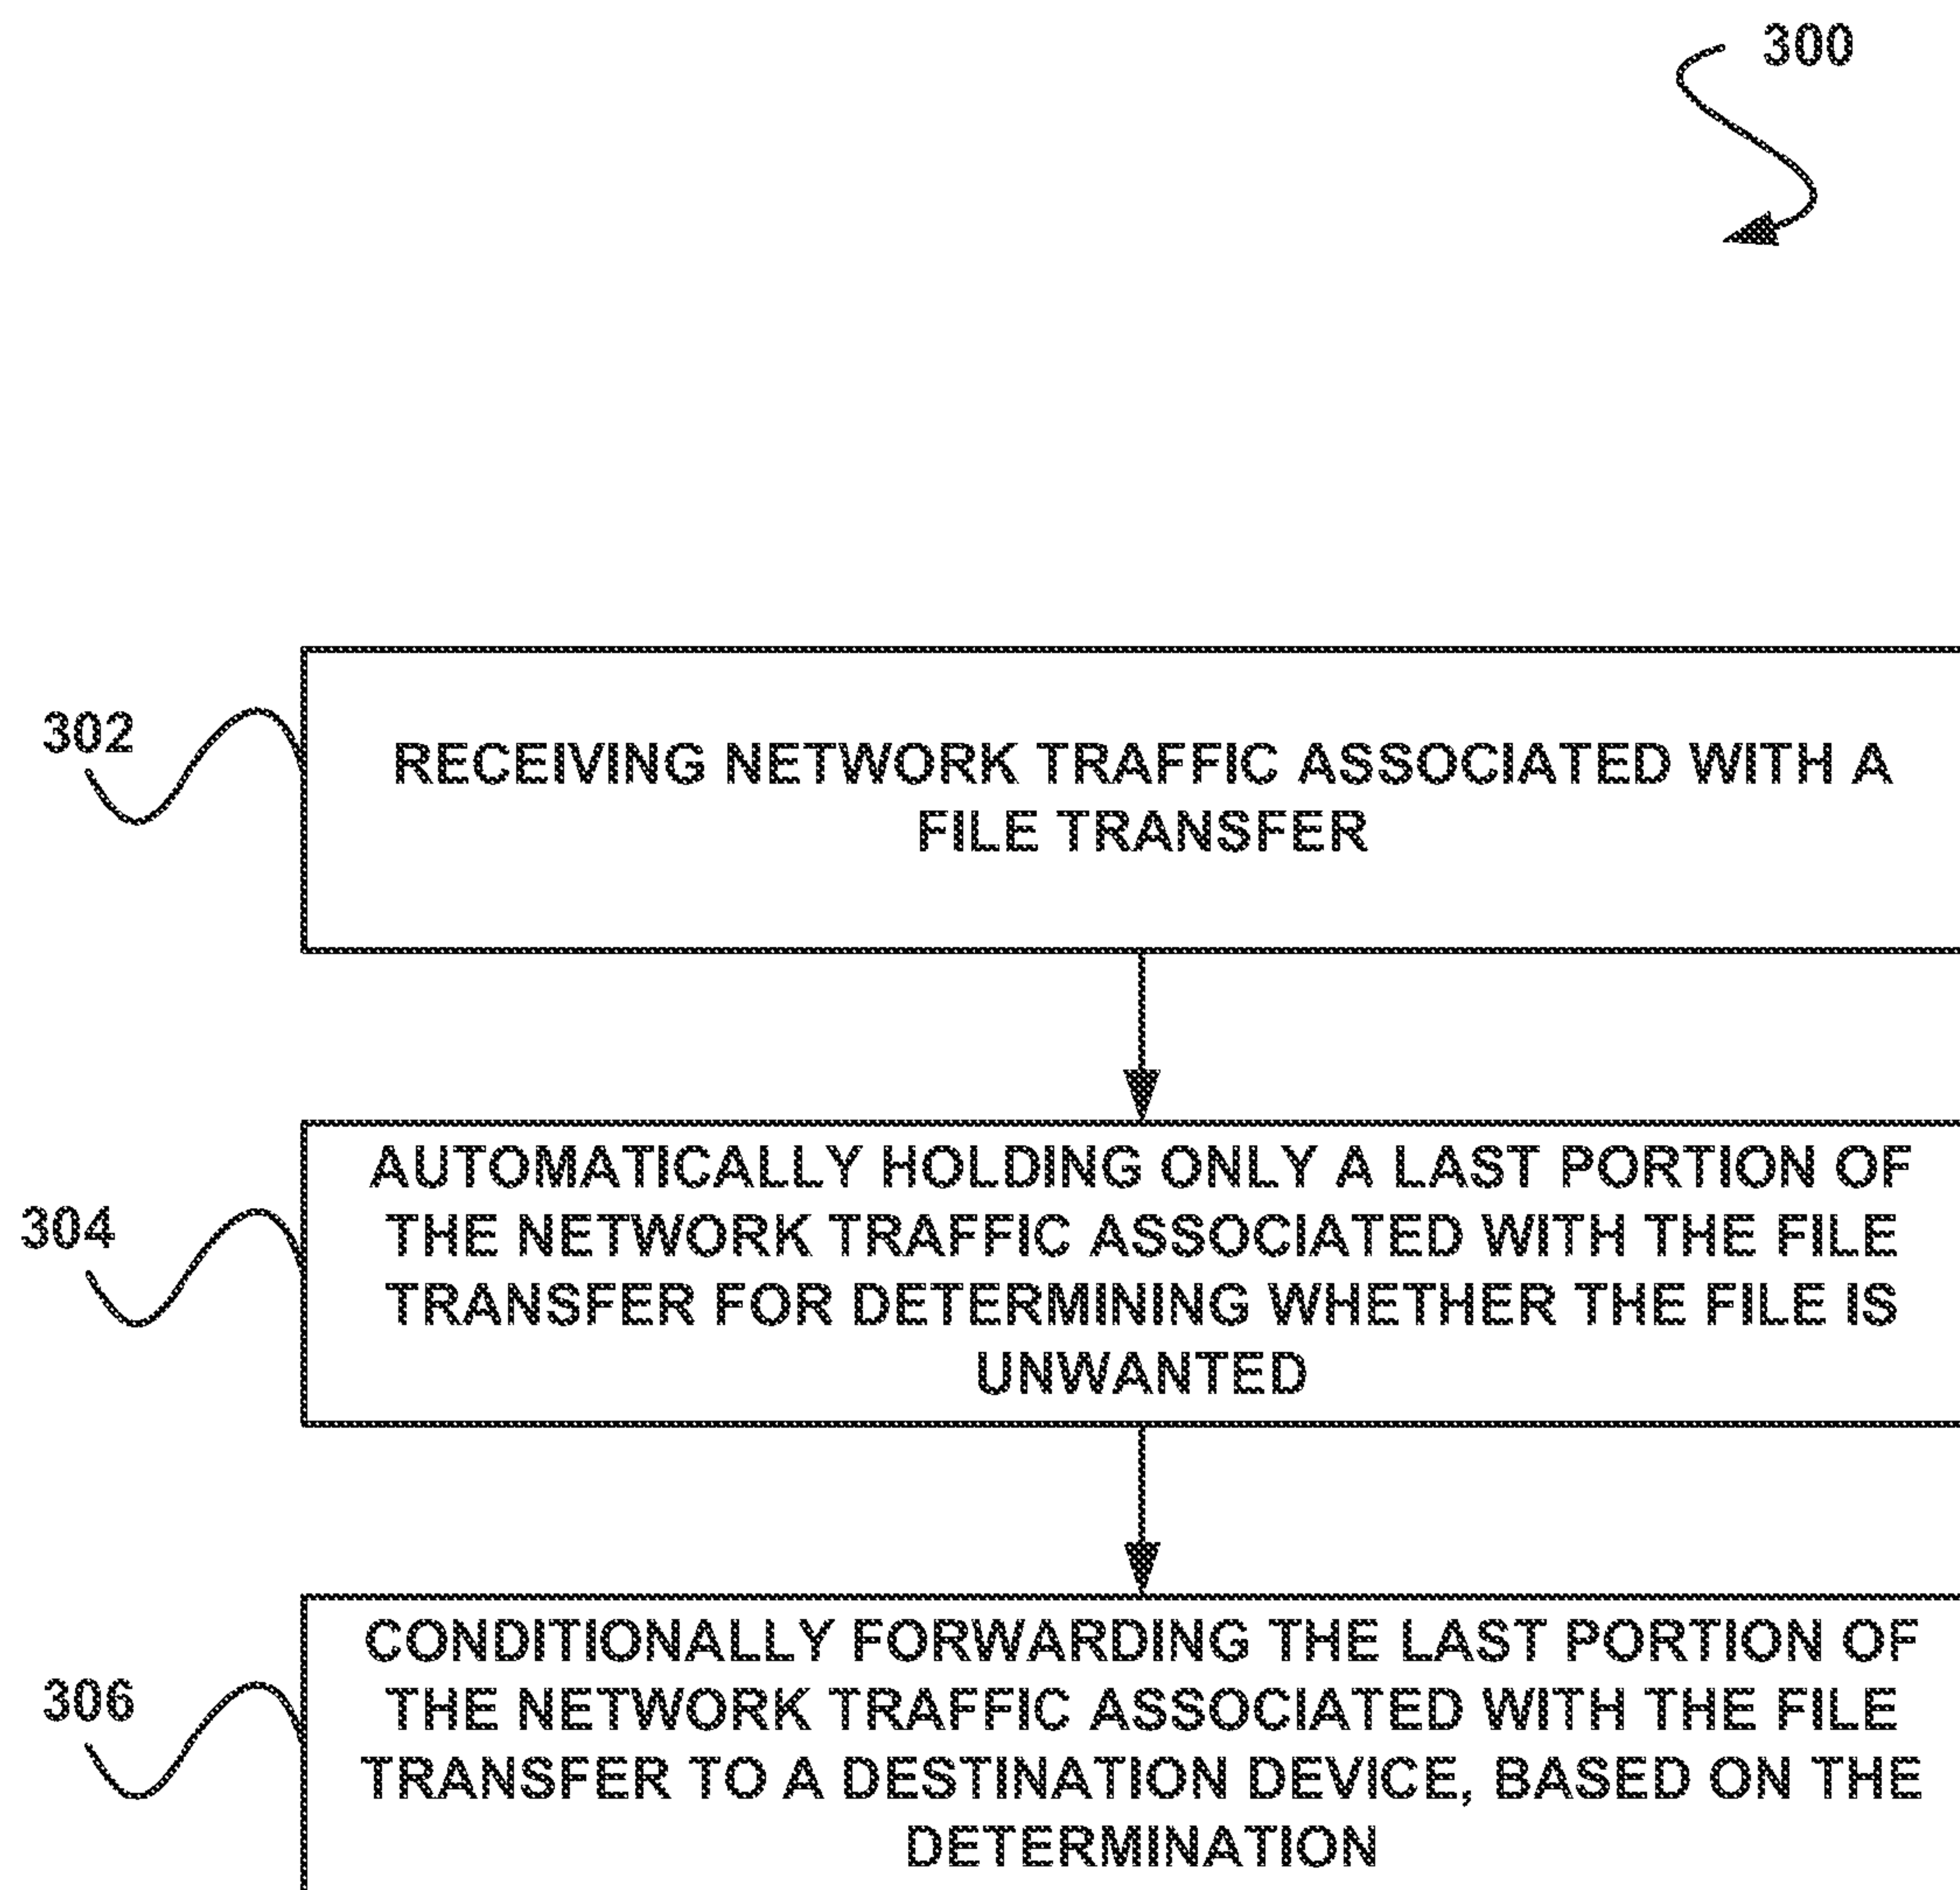 300
302
RECEIVING NETWORK TRAFFIC ASSOCIATED WITH A
FILE TRANSFER
304
AUTOMATICALLY HOLDING ONLY A LAST PORTION OF
THE NETWORK TRAFFIC ASSOCIATED WITH THE FILE
TRANSFER FOR DETERMINING WHETHER THE FILE IS
UNWANTED
306
CONDITIONALLY FORWARDING THE LAST PORTION OF
THE NETWORK TRAFFIC ASSOCIATED WITH THE FILE
TRANSFER TO A DESTINATION DEVICE, BASED ON THE
DETERMINATION